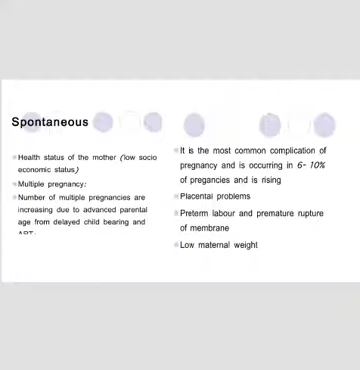 Spontaneous
Health status of the mother (low socio
economic status)
Multiple pregnancy:
Number of multiple pregnancies are
increasing due to advanced parental
age from delayed child bearing and
ART.
It is the most common complication of
pregnancy and is occurring in 6- 10%
of pregancies and is rising
Placental problems
Preterm labour and premature rupture
of membrane
Low maternal weight